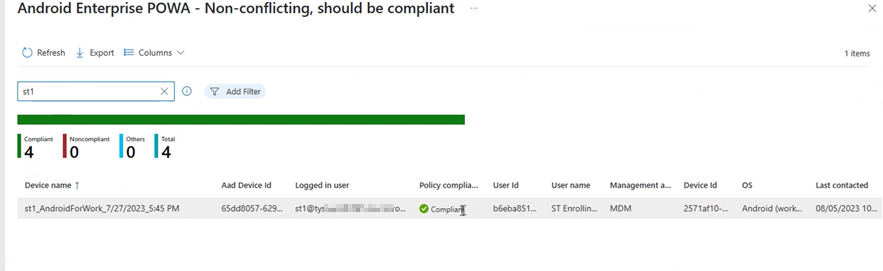 Android Enterprise POWA - Non-conflicting, should be compliant ...
Refresh Export Columns 1 items
st1 Add Filter
Compliant Noncompliant Others Total
4 0 0 4
Device name ↑ Aad Device Id Logged in user Policy complia... User Id User name Management a... Device Id OS Last contacted
st1_AndroidForWork_7/27/2023_5:45 PM 65dd8057-629... st1@tys ro... Compliant b6eba851... ST Enrollin... MDM 2571af10-... Android (work... 08/05/2023 10...